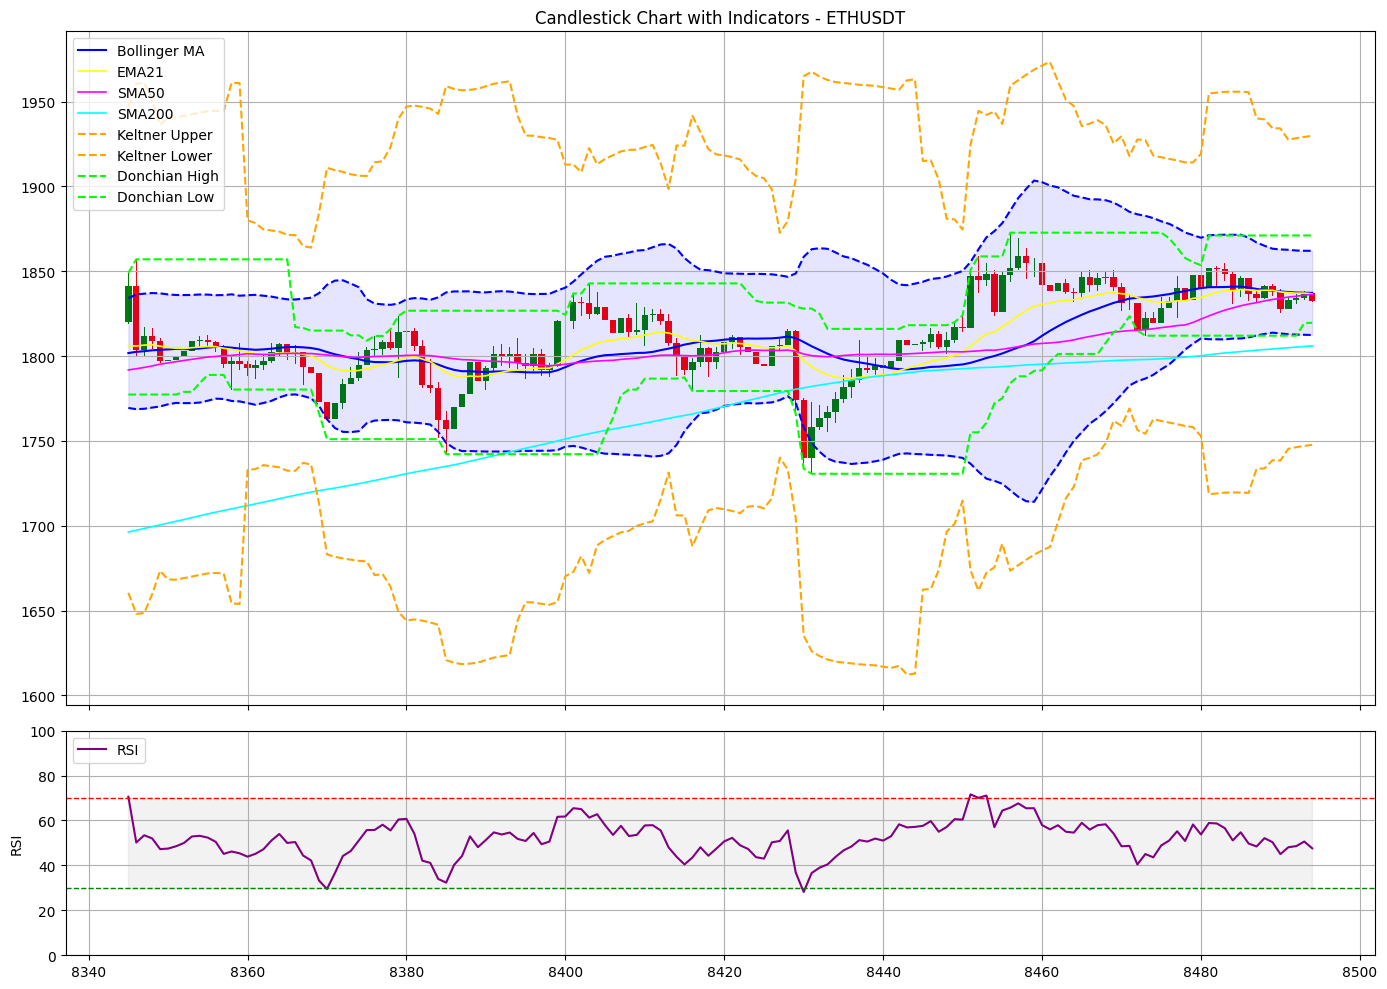 Candlestick Chart with Indicators - ETHUSDT
Bollinger MA
EMA21
SMA50
SMA200
Keltner Upper
Keltner Lower
Donchian High
Donchian Low
1950
1900
1850
1800
1750
1700
1650
1600
RSI
100
80
60
40
20
0
RSI
8340
8360
8380
8400
8420
8440
8460
8480
8500